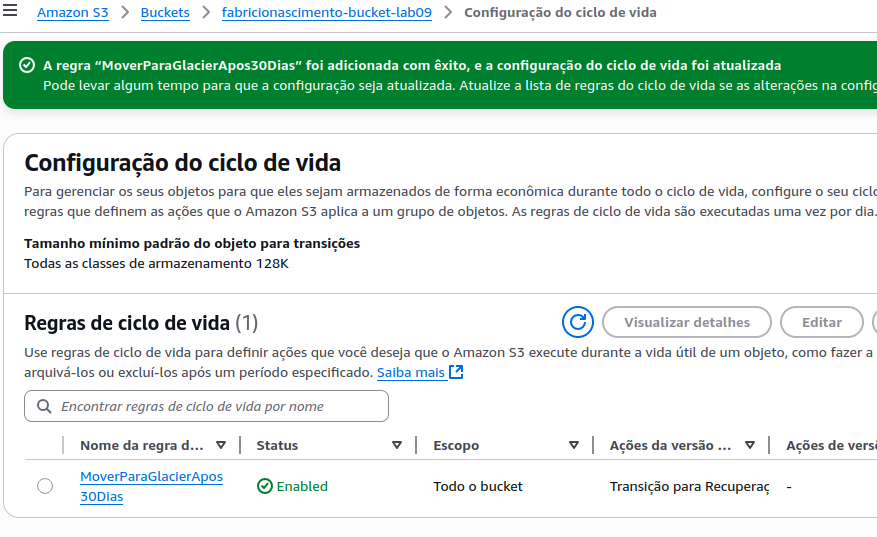 Amazon S3 > Buckets > fabricionascimento-bucket-lab09 > Configuração do ciclo de vida
A regra “MoverParaGlacierApos30Dias” foi adicionada com êxito, e a configuração do ciclo de vida foi atualizada
Pode levar algum tempo para que a configuração seja atualizada. Atualize a lista de regras do ciclo de vida se as alterações na config
Configuração do ciclo de vida
Para gerenciar os seus objetos para que eles sejam armazenados de forma econômica durante todo o ciclo de vida, configure o seu ciclo
regras que definem as ações que o Amazon S3 aplica a um grupo de objetos. As regras de ciclo de vida são executadas uma vez por dia.
Tamanho mínimo padrão do objeto para transições
Todas as classes de armazenamento 128K
Regras de ciclo de vida (1)
Visualizar detalhes
Editar
Use regras de ciclo de vida para definir ações que você deseja que o Amazon S3 execute durante a vida útil de um objeto, como fazer a
arquivá-los ou excluí-los após um período especificado. Saiba mais
Encontrar regras de ciclo de vida por nome
Nome da regra d... Status Escopo Ações da versão ... Ações de vers
MoverParaGlacierApos Enabled Todo o bucket Transição para Recuperaç -
30Dias